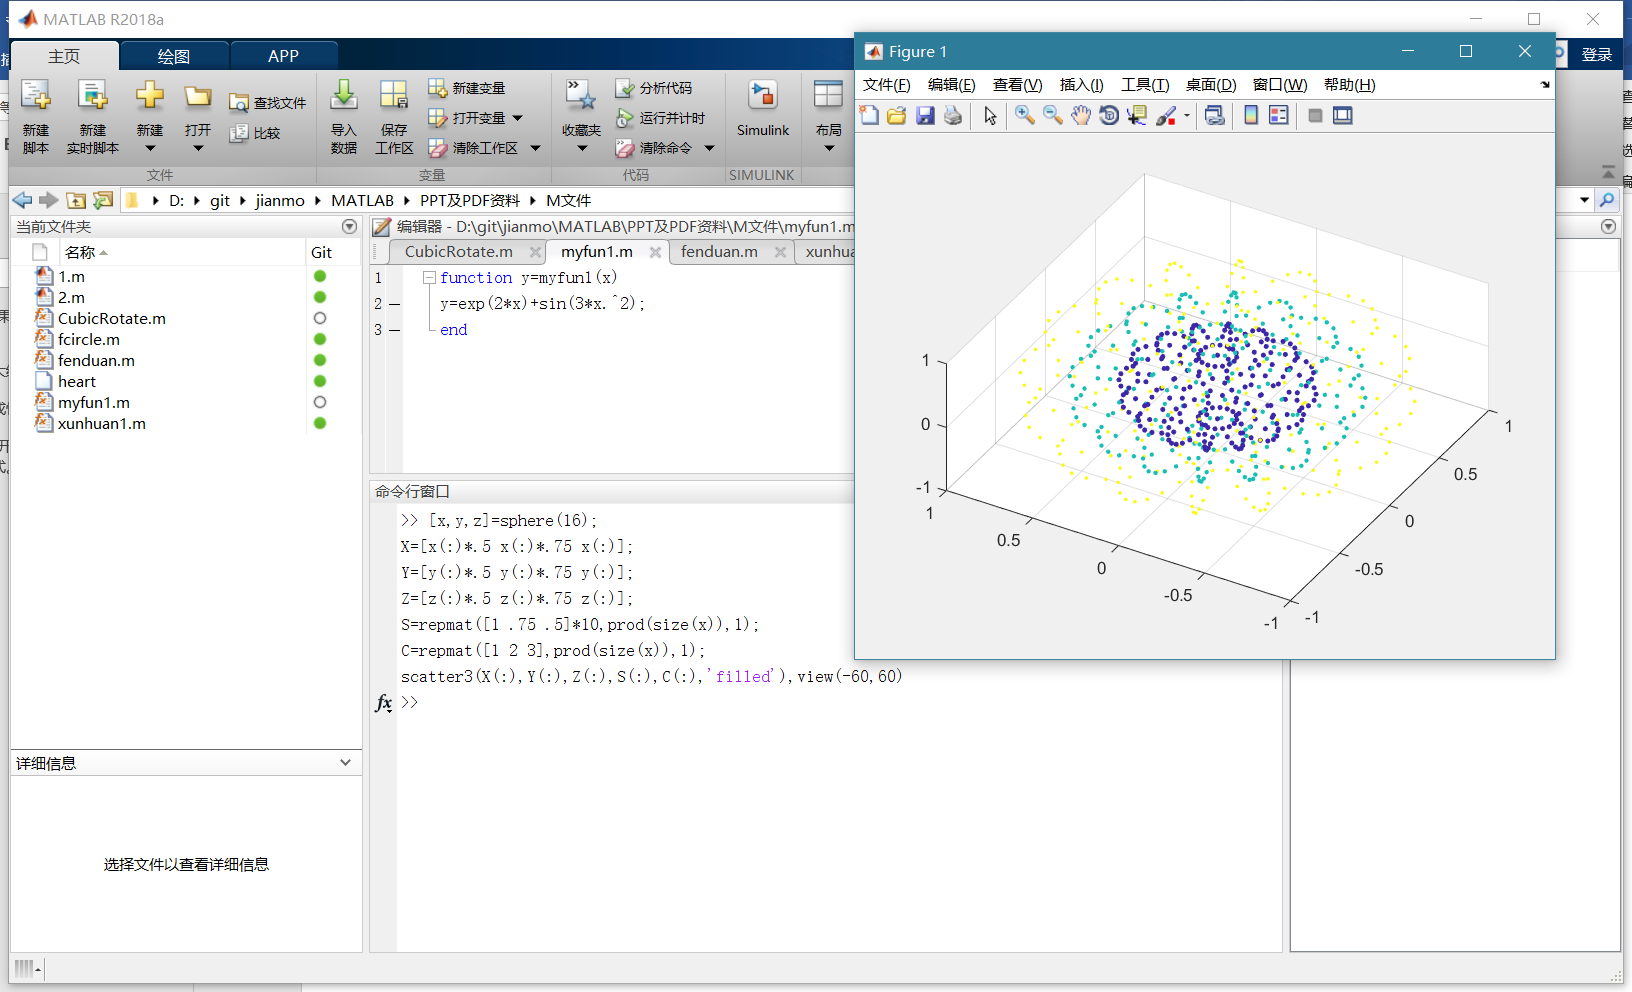 MATLAB R2018a
主页 绘图 APP
登录
新建
脚本
新建
实时脚本
新建
打开
查找文件
比较
文件
导入
数据
保存
工作区
新建变量
打开变量
清除工作区
变量
收藏夹
分析代码
运行并计时
清除命令
代码
Simulink
SIMULINK
布局
D: git jianmo MATLAB PPT及PDF资料 M文件
当前文件夹
名称 Git
1.m
2.m
CubicRotate.m
fcircle.m
fenduan.m
heart
myfun1.m
xunhuan1.m
详细信息
选择文件以查看详细信息
编辑器 - D:\git\jianmo\MATLAB\PPT及PDF资料\M文件\myfun1.m
CubicRotate.m myfun1.m fenduan.m xunhua
1 function y=myfun1(x)
2 y=exp(2*x)+sin(3*x.^2);
3 end
命令行窗口
>> [x,y,z]=sphere(16);
X=[x(:)*.5 x(:)*.75 x(:)];
Y=[y(:)*.5 y(:)*.75 y(:)];
Z=[z(:)*.5 z(:)*.75 z(:)];
S=repmat([1 .75 .5]*10,prod(size(x)),1);
C=repmat([1 2 3],prod(size(x)),1);
scatter3(X(:),Y(:),Z(:),S(:),C(:),'filled'),view(-60,60)
fx >>
Figure 1
文件(F) 编辑(E) 查看(V) 插入(I) 工具(T) 桌面(D) 窗口(W) 帮助(H)
1
0
-1
1
0.5
0
-0.5
-1
-1
-0.5
0
0.5
1